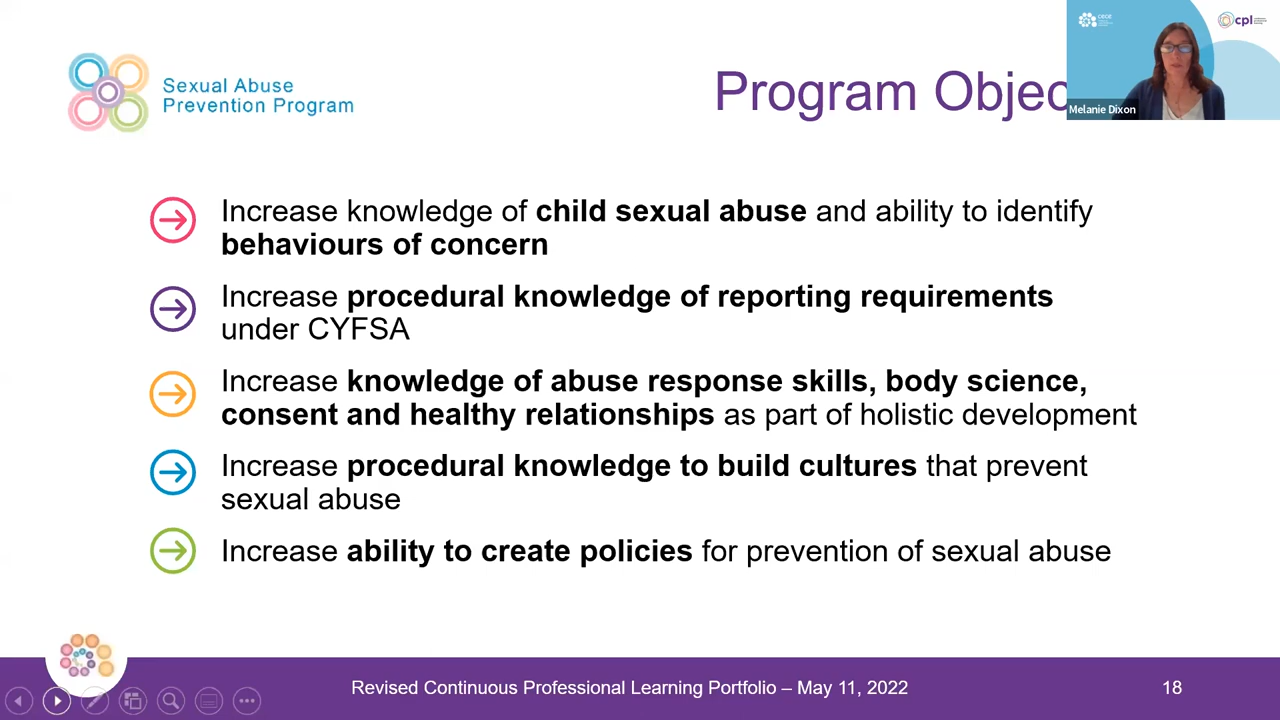 Sexual Abuse
Prevention Program
Program Objec
CECE
cpl
Melanie Dixon
Increase knowledge of child sexual abuse and ability to identify
behaviours of concern
Increase procedural knowledge of reporting requirements
under CYFSA
Increase knowledge of abuse response skills, body science,
consent and healthy relationships as part of holistic development
Increase procedural knowledge to build cultures that prevent
sexual abuse
Increase ability to create policies for prevention of sexual abuse
Revised Continuous Professional Learning Portfolio – May 11, 2022
18